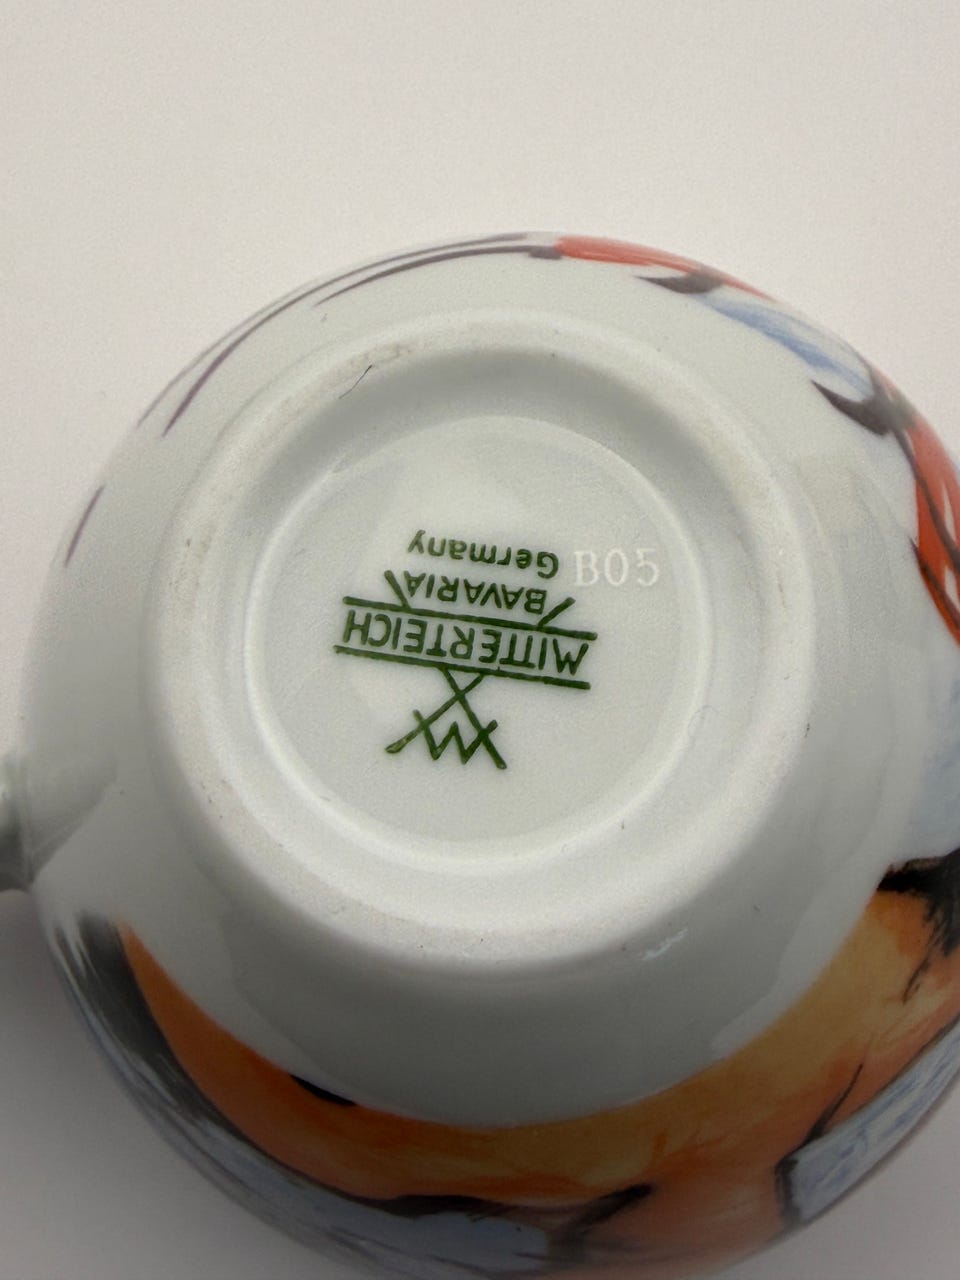 MITTERTEICH
BAVARIA
Germany
B05